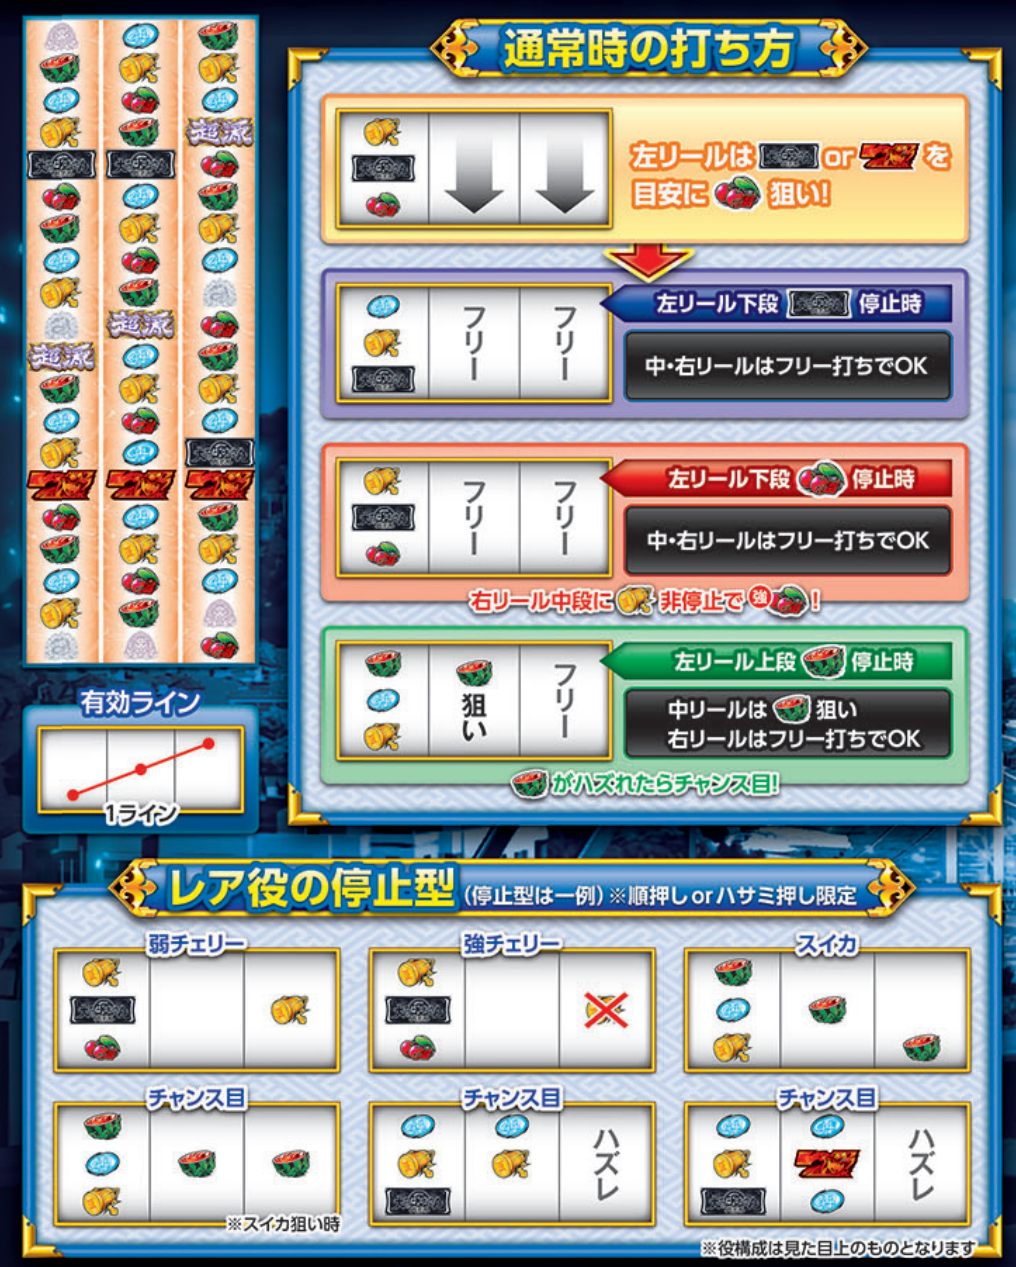 通常時の打ち方
左リールは or を
目安に 狙い!
左リール下段 停止時
フリー フリー
中・右リールはフリー打ちでOK
左リール下段 停止時
フリー フリー
中・右リールはフリー打ちでOK
右リール中段に 非停止で 強 !
左リール上段 停止時
狙い フリー
中リールは 狙い
右リールはフリー打ちでOK
がハズれたらチャンス目!
有効ライン
1ライン
レア役の停止型 (停止型は一例) ※順押しorハサミ押し限定
弱チェリー
強チェリー
スイカ
チャンス目
※スイカ狙い時
チャンス目
ハズレ
チャンス目
ハズレ
※役構成は見た目上のものとなります